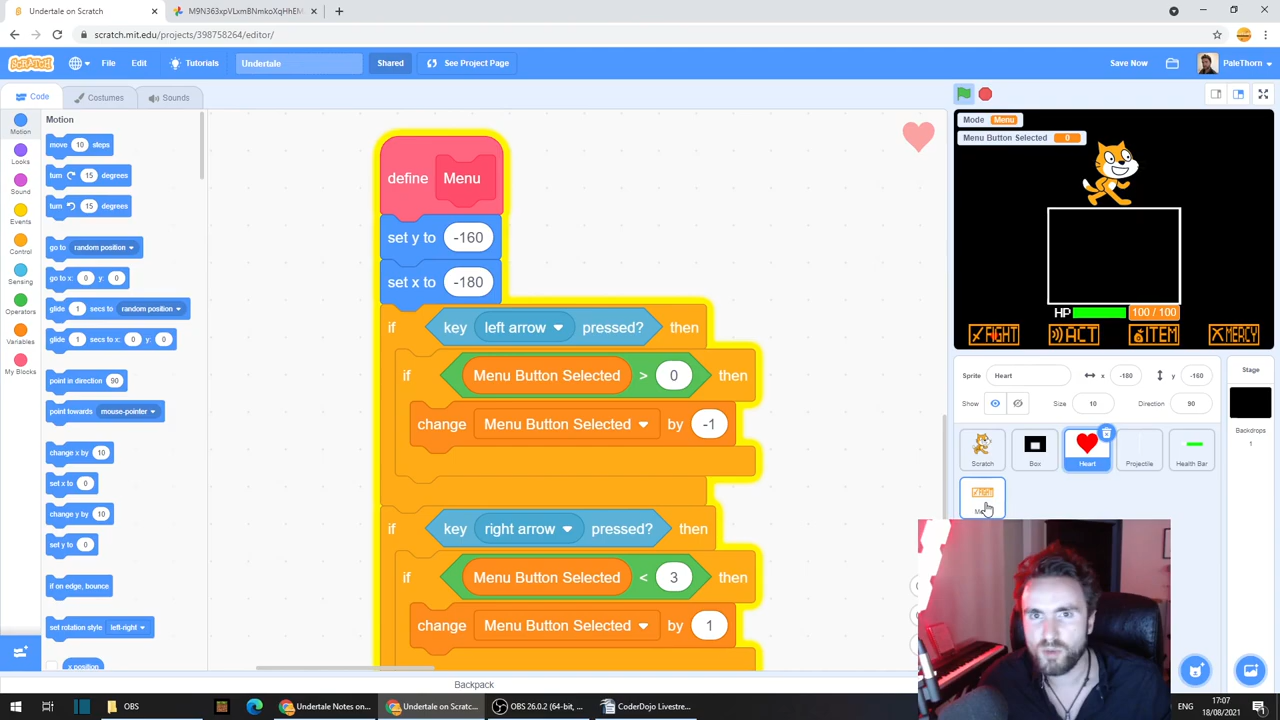 Undertale on Scratch
M9N363xpVLxmBNmkoXqHhEM
scratch.mit.edu/projects/398758264/editor/
SCRATCH
File
Edit
Tutorials
Undertale
Shared
See Project Page
Save Now
PaleThorn
Code
Costumes
Sounds
Motion
Motion
Looks
Sound
Events
Control
Sensing
Operators
Variables
My Blocks
move 10 steps
turn 15 degrees
turn 15 degrees
go to random position
go to x: 0 y: 0
glide 1 secs to random position
glide 1 secs to x: 0 y: 0
point in direction 90
point towards mouse-pointer
change x by 10
set x to 0
change y by 10
set y to 0
if on edge, bounce
set rotation style left-right
x position
define Menu
set y to -160
set x to -180
if key left arrow pressed? then
if Menu Button Selected > 0 then
change Menu Button Selected by -1
if key right arrow pressed? then
if Menu Button Selected < 3 then
change Menu Button Selected by 1
Backpack
Mode Menu
Menu Button Selected 0
HP 100 / 100
FIGHT
ACT
ITEM
MERCY
Sprite Heart x -180 y -160
Show Size 10 Direction 90
Stage
Backdrops
1
Scratch
Box
Heart
Projectile
Health Bar
FIGHT
OBS
Undertale Notes on...
Undertale on Scratc...
OBS 26.0.2 (64-bit, ...
CoderDojo Livestre...
ENG
17:07
18/08/2021